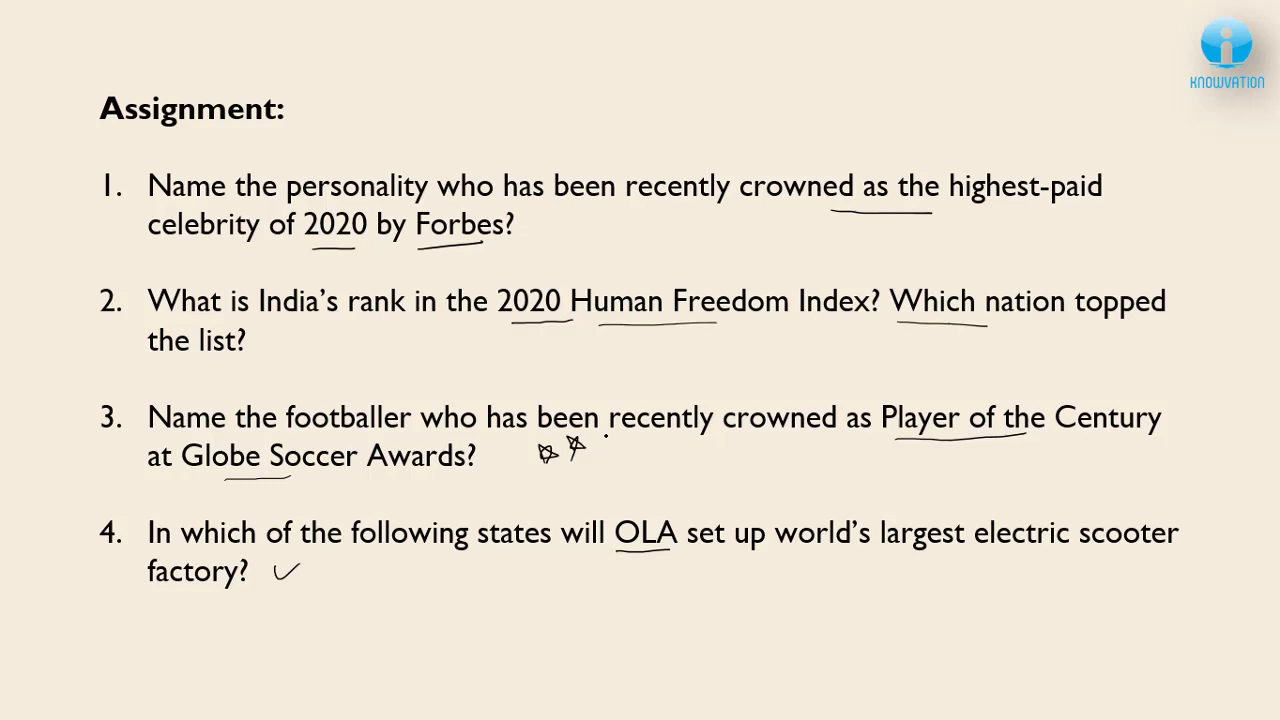 i
KNOWVATION
Assignment:
1. Name the personality who has been recently crowned as the highest-paid
celebrity of 2020 by Forbes?
2. What is India’s rank in the 2020 Human Freedom Index? Which nation topped
the list?
3. Name the footballer who has been recently crowned as Player of the Century
at Globe Soccer Awards?
4. In which of the following states will OLA set up world’s largest electric scooter
factory?